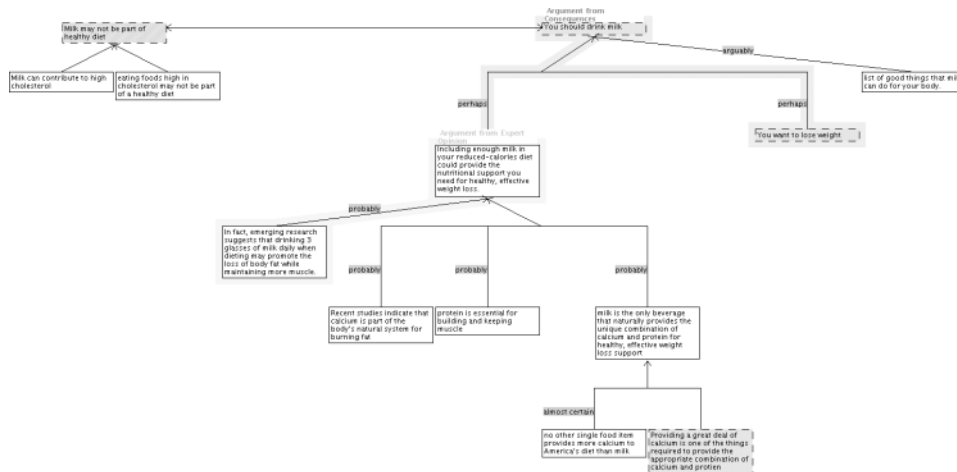 Argument from
Consequences
Milk may not be part of
healthy diet
You should drink milk
arguably
Milk can contribute to high
cholesterol
eating foods high in
cholesterol may not be part
of a healthy diet
list of good things that mil
can do for your body.
perhaps
perhaps
Argument from Expert
Opinion
You want to lose weight
Including enough milk in
your reduced-calories diet
could provide the
nutritional support you
need for healthy, effective
weight loss.
probably
In fact, emerging research
suggests that drinking 3
glasses of milk daily when
dieting may promote the
loss of body fat while
maintaining more muscle.
probably
probably
probably
Recent studies indicate that
calcium is part of the
body's natural system for
burning fat
protein is essential for
building and keeping
muscle
milk is the only beverage
that naturally provides the
unique combination of
calcium and protein for
healthy, effective weight
loss support
almost certain
no other single food item
provides more calcium to
America's diet than milk
Providing a great deal of
calcium is one of the things
required to provide the
appropriate combination of
calcium and protien